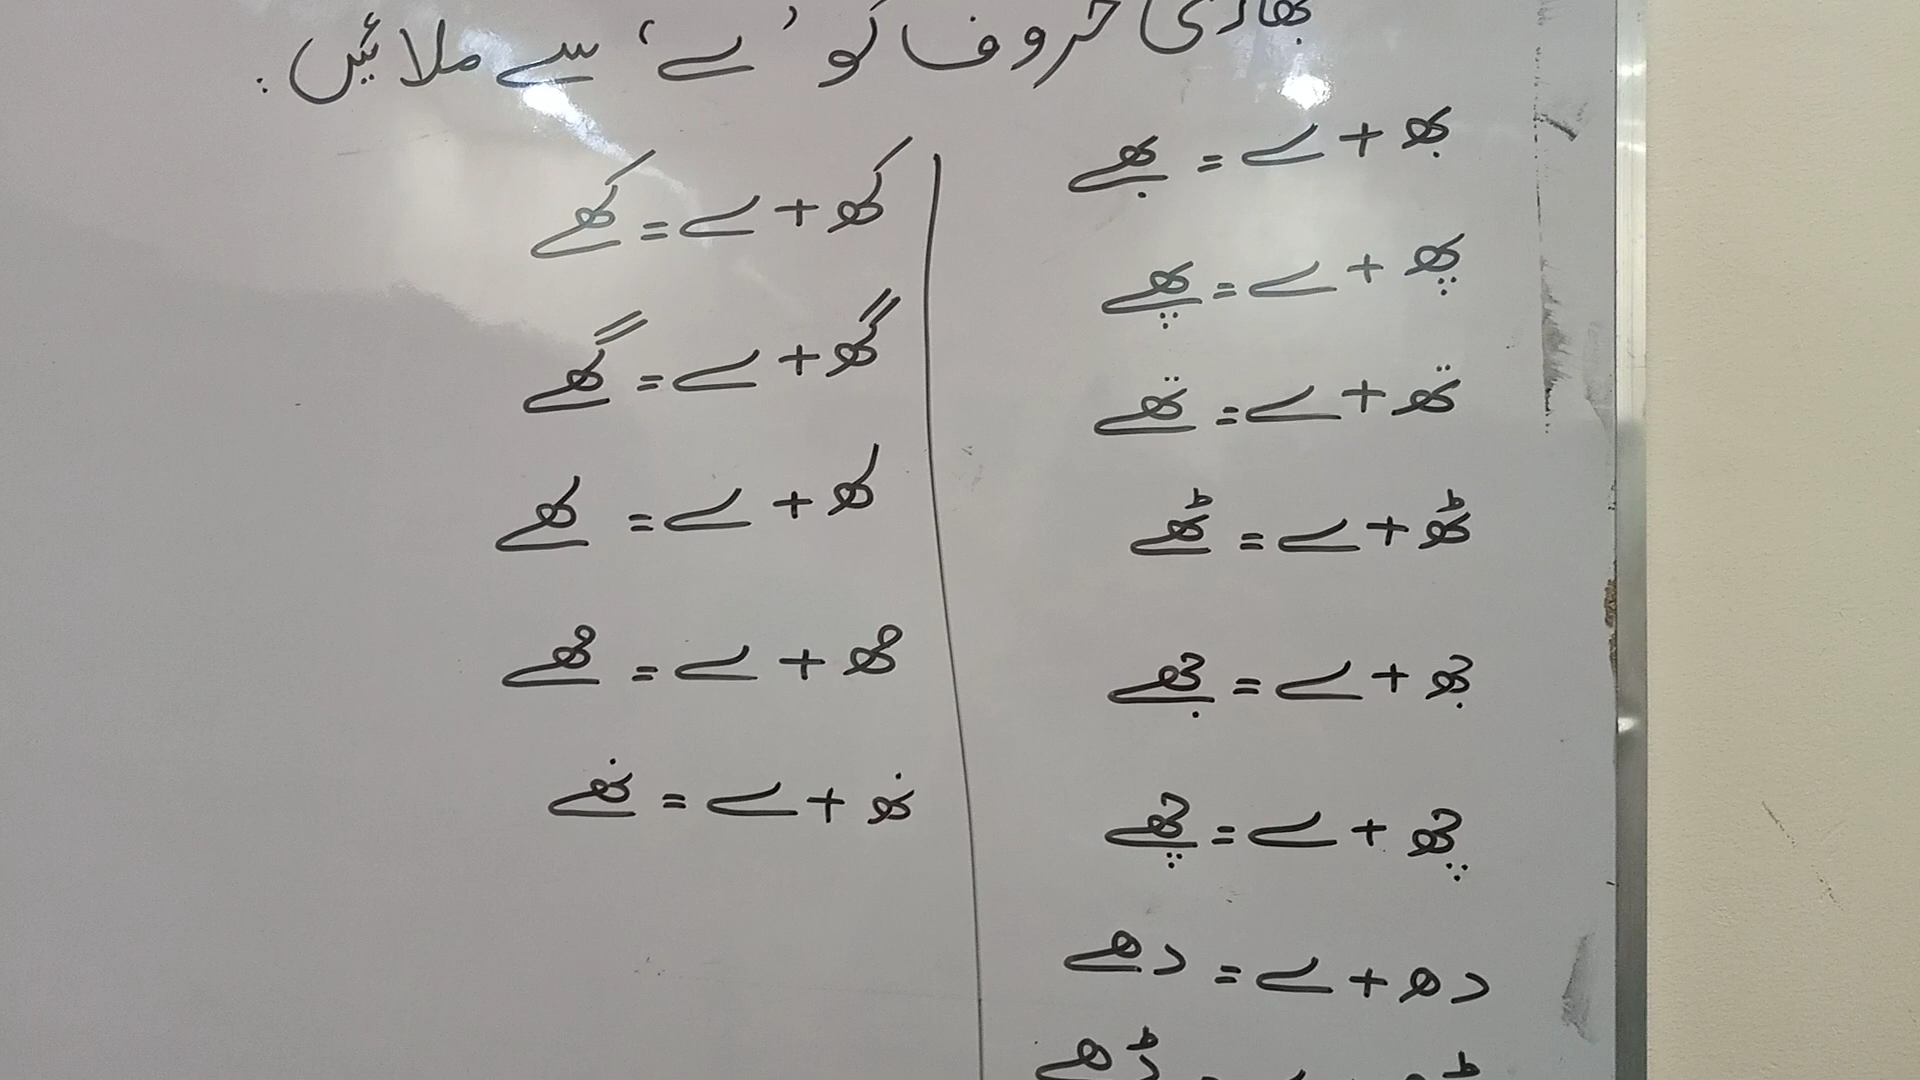 بھاری حروف کو ’ے‘ سے ملائیں :
بھ + ے = بھے
پھ + ے = پھے
تھ + ے = تھے
ٹھ + ے = ٹھے
جھ + ے = جھے
چھ + ے = چھے
دھ + ے = دھے
ڈھے
کھ + ے = کھے
گھ + ے = گھے
لھ + ے = لھے
مھ + ے = مھے
نھ + ے = نھے